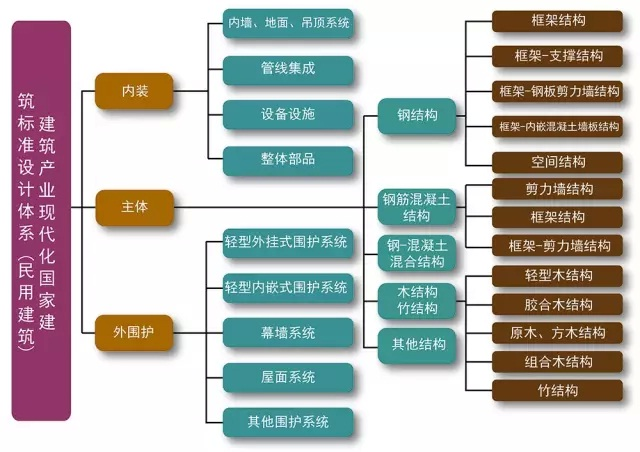 建筑产业现代化国家建
筑标准设计体系（民用建筑）
内装
内墙、地面、吊顶系统
管线集成
设备设施
整体部品
主体
钢结构
框架结构
框架-支撑结构
框架-钢板剪力墙结构
框架-内嵌混凝土墙板结构
空间结构
钢筋混凝土
结构
剪力墙结构
框架结构
框架-剪力墙结构
钢-混凝土
混合结构
木结构
竹结构
轻型木结构
胶合木结构
原木、方木结构
组合木结构
竹结构
其他结构
外围护
轻型外挂式围护系统
轻型内嵌式围护系统
幕墙系统
屋面系统
其他围护系统